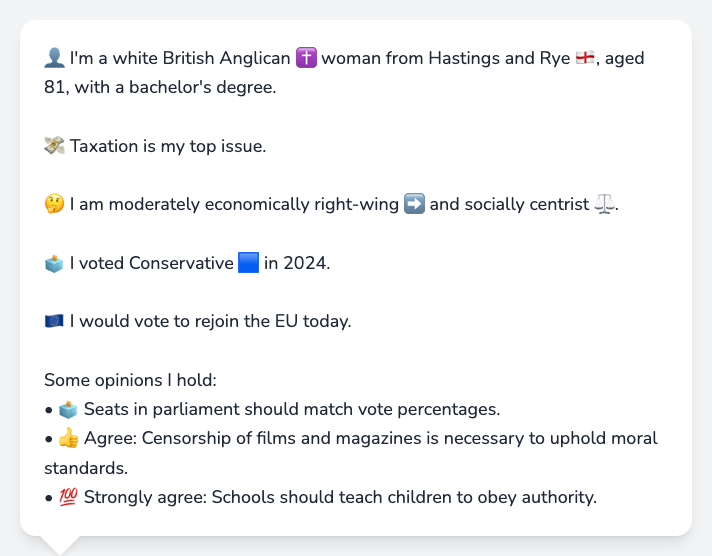 👤 I'm a white British Anglican ✝️ woman from Hastings and Rye 🏴󠁧󠁢󠁥󠁮󠁧󠁿, aged
81, with a bachelor's degree.
💸 Taxation is my top issue.
🤔 I am moderately economically right-wing ➡️ and socially centrist ⚖️.
🗳️ I voted Conservative 🟦 in 2024.
🇪🇺 I would vote to rejoin the EU today.
Some opinions I hold:
• 🗳️ Seats in parliament should match vote percentages.
• 👍 Agree: Censorship of films and magazines is necessary to uphold moral
standards.
• 💯 Strongly agree: Schools should teach children to obey authority.